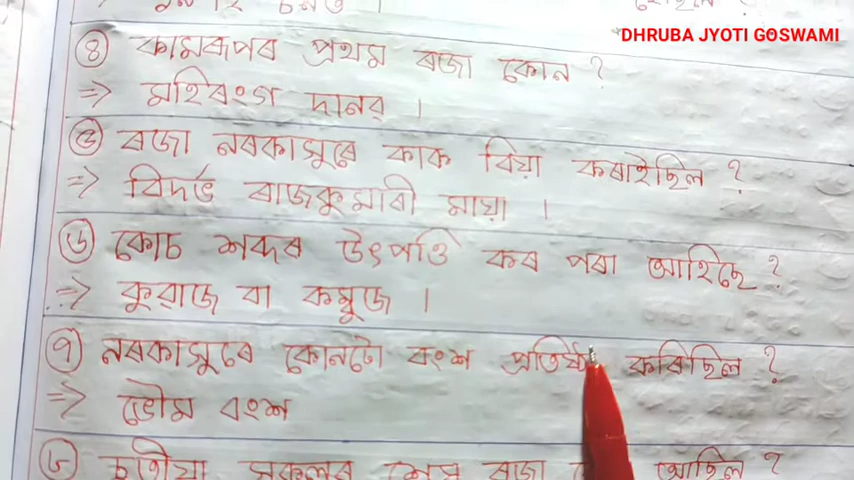 DHRUBA JYOTI GOSWAMI
৪ কামৰূপৰ প্ৰথম ৰজা কোন ?
⇒ মহিৰংগ দানৱ ।
৫ ৰজা নৰকাসুৰে কাক বিয়া কৰাইছিল ?
⇒ বিদৰ্ভ ৰাজকুমাৰী মায়া ।
৬ কোচ শব্দৰ উৎপত্তি কৰ পৰা আহিছে ?
⇒ কুৱাজে বা কম্বুজে ।
৭ নৰকাসুৰে কোনটো বংশ কৰিছিল ?
⇒ ভৌম বংশ
৮ চুতীয়া সকলৰ শেষ ৰজা আছিল ?